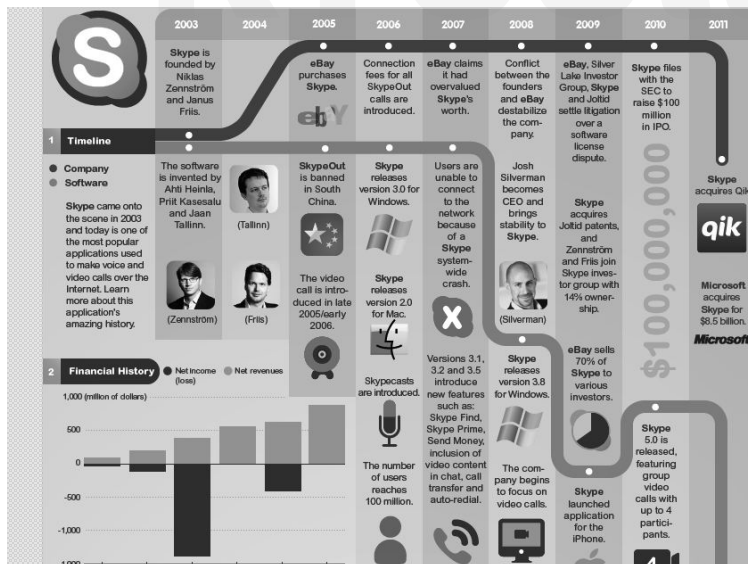 2003
2004
2005
2006
2007
2008
2009
2010
2011
S
Skype is
founded by
Niklas
Zennström
and Janus
Friis.
eBay
purchases
Skype.
ebY
Connection
fees for all
SkypeOut
calls are
introduced.
eBay claims
it had
overvalued
Skype's
worth.
Conflict
between the
founders
and eBay
destabilize
the com-
pany.
eBay, Silver
Lake Investor
Group, Skype
and Joltid
settle litigation
over a
software
license
dispute.
Skype files
with the
SEC to
raise $100
million
in IPO.
$100,000,000
1 Timeline
Company
Software
Skype came onto
the scene in 2003
and today is one of
the most popular
applications used
to make voice and
video calls over the
Internet. Learn
more about this
application's
amazing history.
The software
is invented by
Ahti Heinla,
Priit Kasesalu
and Jaan
Tallinn.
(Zennström)
(Tallinn)
(Friis)
SkypeOut
is banned
in South
China.
The video
call is intro-
duced in late
2005/early
2006.
Skype
releases
version 3.0 for
Windows.
Skype
releases
version 2.0
for Mac.
Skypecasts
are introduced.
The number
of users
reaches
100 million.
Users are
unable to
connect
to the
network
because
of a
Skype
system-
wide
crash.
X
Versions 3.1,
3.2 and 3.5
introduce
new features
such as:
Skype Find,
Skype Prime,
Send Money,
inclusion of
video content
in chat, call
transfer and
auto-redial.
Josh
Silverman
becomes
CEO and
brings
stability to
Skype.
(Silverman)
Skype
releases
version 3.8
for Windows.
The com-
pany begins
to focus on
video calls.
Skype
acquires
Joltid patents,
and
Zennström
and Friis join
Skype inves-
tor group with
14% owner-
ship.
eBay sells
70% of
Skype to
various
investors.
Skype
launched
application
for the
iPhone.
Skype
5.0 is
released,
featuring
group
video
calls with
up to 4
partici-
pants.
4
Skype
acquires Qik
qik
Microsoft
acquires
Skype for
$8.5 billion.
Microsoft
2 Financial History
Net income
(loss)
Net revenues
1,000 (million of dollars)
500
0
-500
-1,000